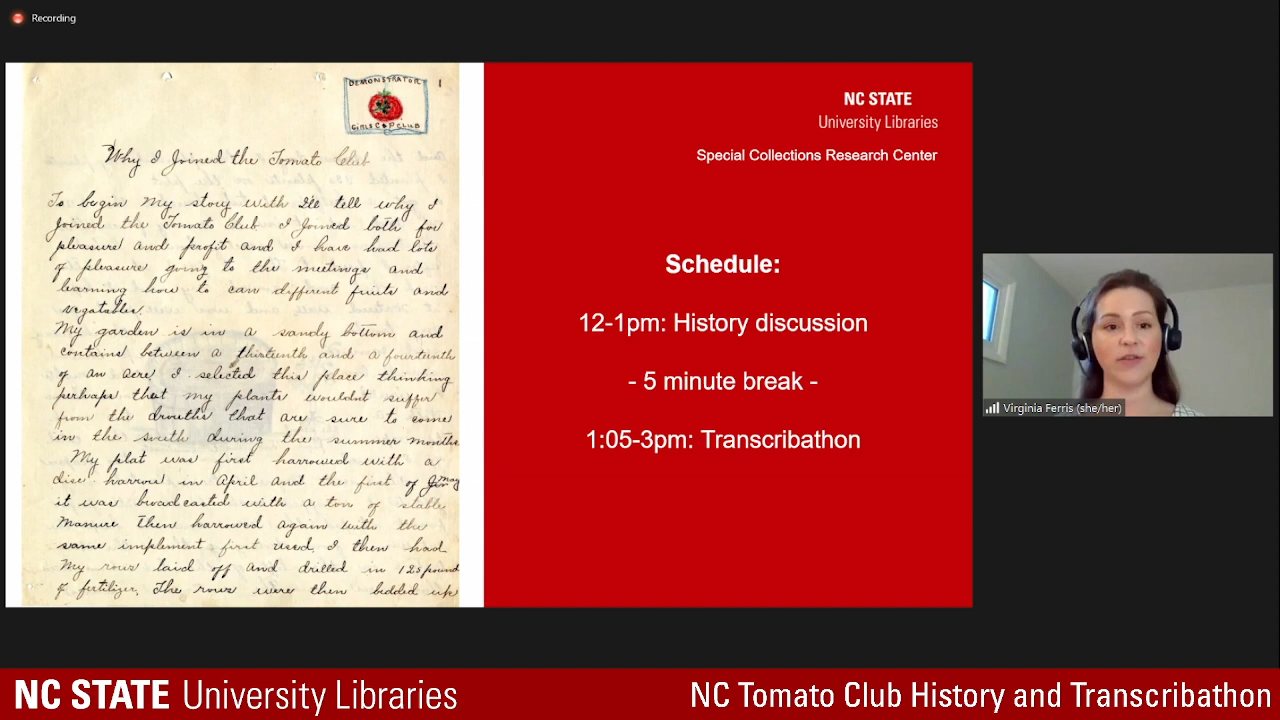 Recording
DEMONSTRATOR
1
GIRLS C & P CLUB
Why I Joined the Tomato Club
To begin my story with I'll tell why I
joined the Tomato Club I Joined both for
pleasure and profit and I have had lots
of pleasure going to the meetings and
learning how to can different fruits and
vegatables.
My garden is in a sandy bottom and
contains between a thirteenth and a fourteenth
of an acre I selected this place thinking
perhaps that my plants wouldnt suffer
from the drouths that are sure to come
in the south during the summer months.
My plat was first harrowed with a
disc harrow in April and the first of May
it was broadcasted with a ton of stable
manure then harrowed again with the
same implement first used. I then had
my rows laid off and drilled in 125 pound
of fertilizer. The rows were then bedded up
NC STATE
University Libraries
Special Collections Research Center
Schedule:
12-1pm: History discussion
- 5 minute break -
1:05-3pm: Transcribathon
Virginia Ferris (she/her)
NC STATE University Libraries
NC Tomato Club History and Transcribathon